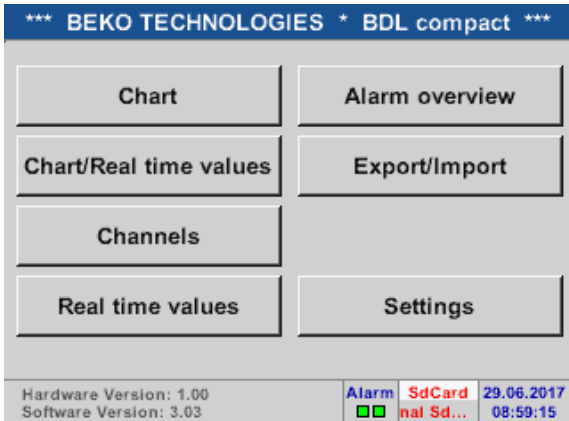 *** BEKO TECHNOLOGIES * BDL compact ***
Chart
Alarm overview
Chart/Real time values
Export/Import
Channels
Real time values
Settings
Hardware Version: 1.00
Software Version: 3.03
Alarm
SdCard
nal Sd...
29.06.2017
08:59:15